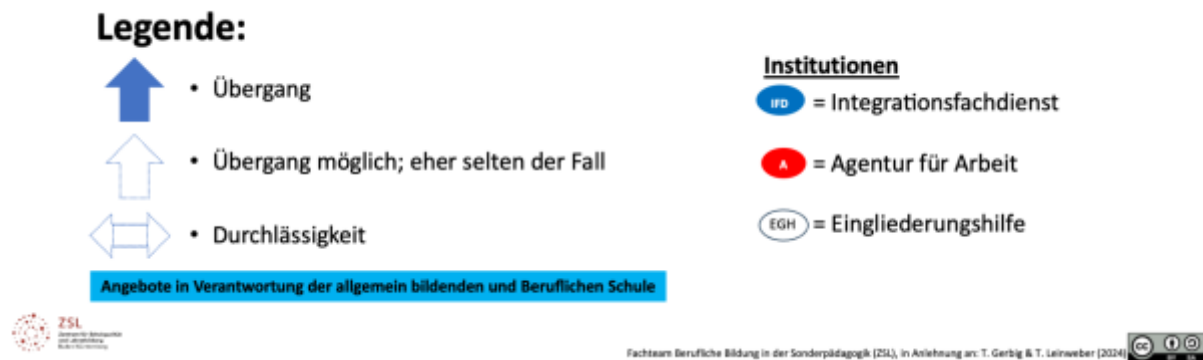 Legende:
• Übergang
• Übergang möglich; eher selten der Fall
• Durchlässigkeit
Angebote in Verantwortung der allgemein bildenden und Beruflichen Schule
Institutionen
IFD = Integrationsfachdienst
A = Agentur für Arbeit
EGH = Eingliederungshilfe
ZSL
Fachteam Berufliche Bildung in der Sonderpädagogik (ZSL), in Anlehnung an: T. Gerbig & T. Leinweber (2024)
cc